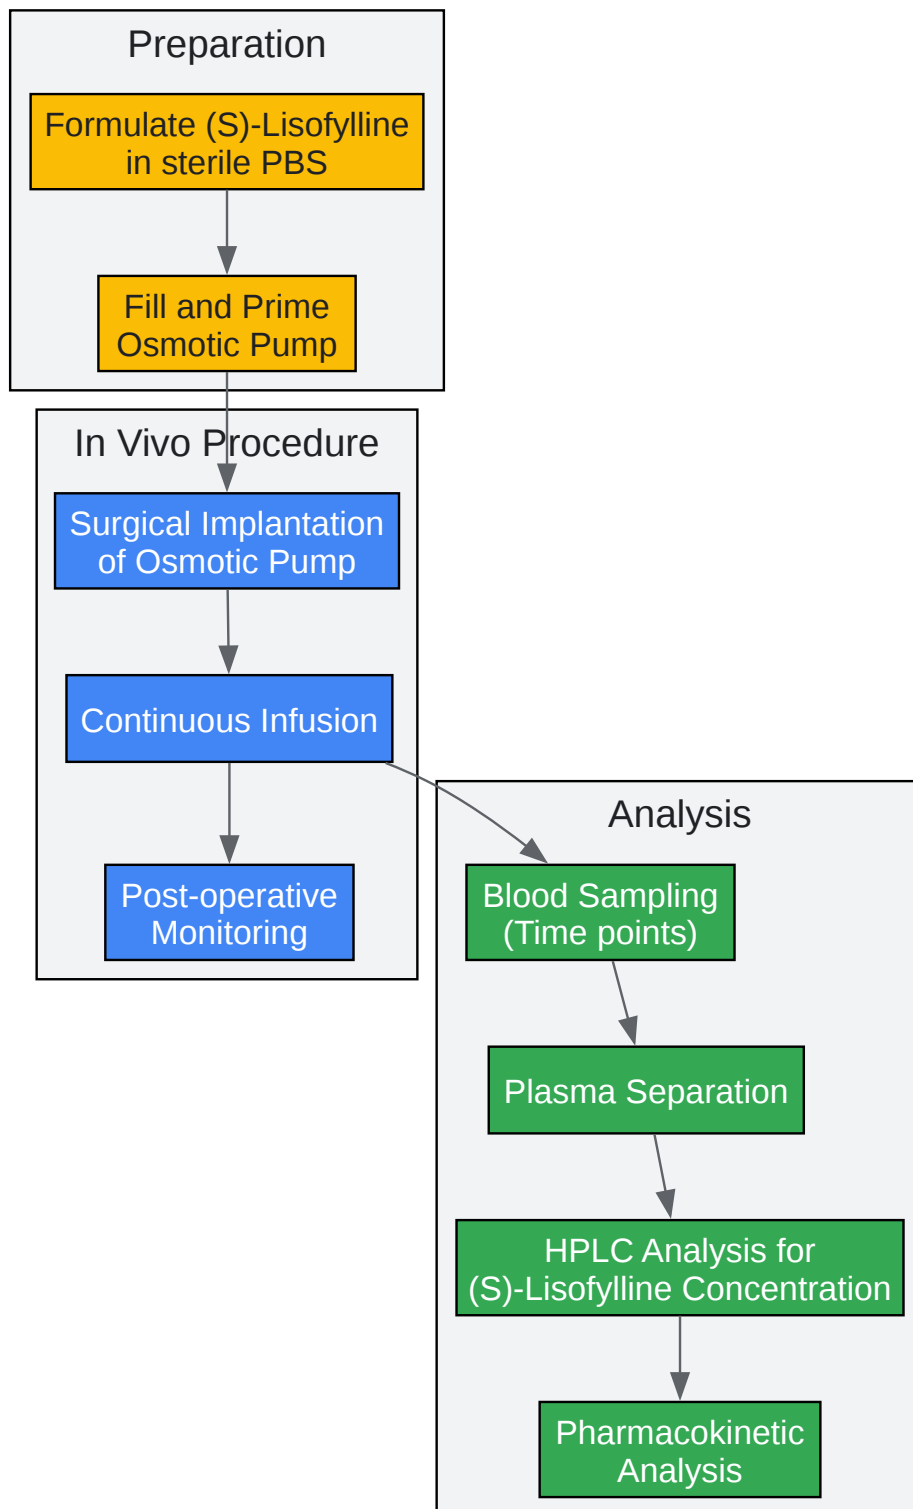 Preparation
Formulate (S)-Lisofylline
in sterile PBS
Fill and Prime
Osmotic Pump
In Vivo Procedure
Surgical Implantation
of Osmotic Pump
Continuous Infusion
Post-operative
Monitoring
Analysis
Blood Sampling
(Time points)
Plasma Separation
HPLC Analysis for
(S)-Lisofylline Concentration
Pharmacokinetic
Analysis